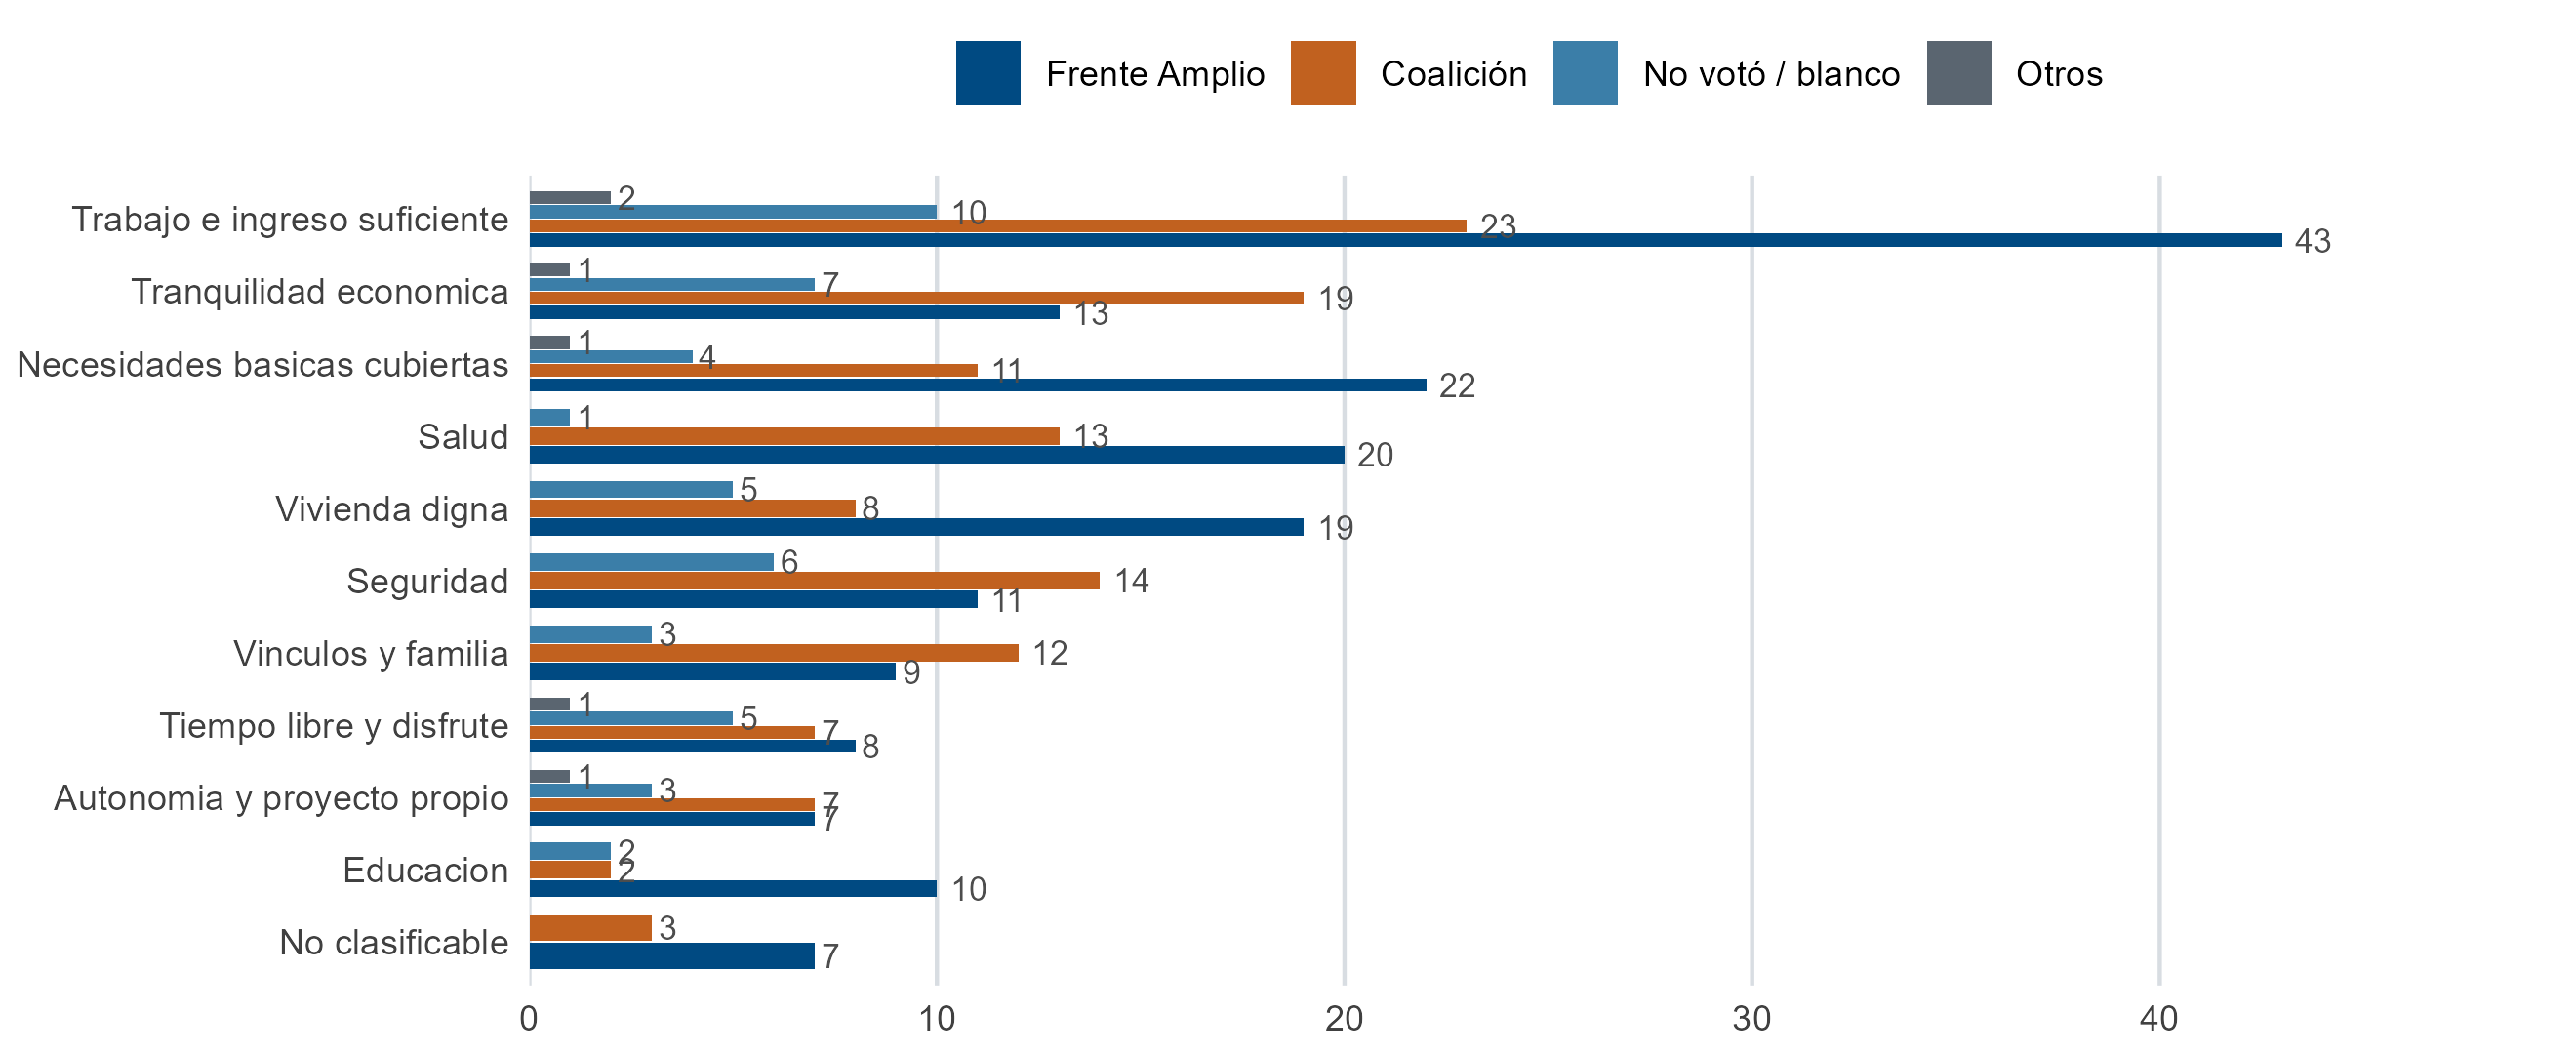 Frente Amplio Coalición No votó / blanco Otros
Trabajo e ingreso suficiente 2 10 23 43
Tranquilidad economica 1 7 19 13
Necesidades basicas cubiertas 1 4 11 22
Salud 1 13 20
Vivienda digna 5 8 19
Seguridad 6 14 11
Vinculos y familia 3 12 9
Tiempo libre y disfrute 1 5 7 8
Autonomia y proyecto propio 1 3 7 7
Educacion 2 2 10
No clasificable 3 7
0 10 20 30 40